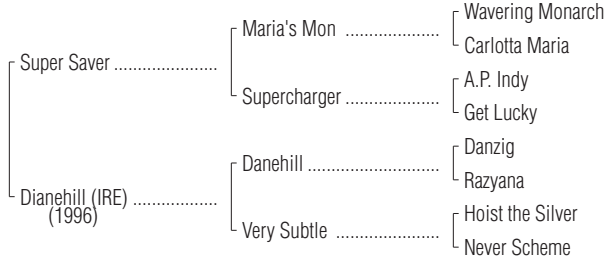 Wavering Monarch
Maria's Mon ....................
Carlotta Maria
Super Saver ......................
A.P. Indy
Supercharger ....................
Get Lucky
Danzig
Danehill ............................
Razyana
Dianehill (IRE) ..................
(1996)
Hoist the Silver
Very Subtle ......................
Never Scheme